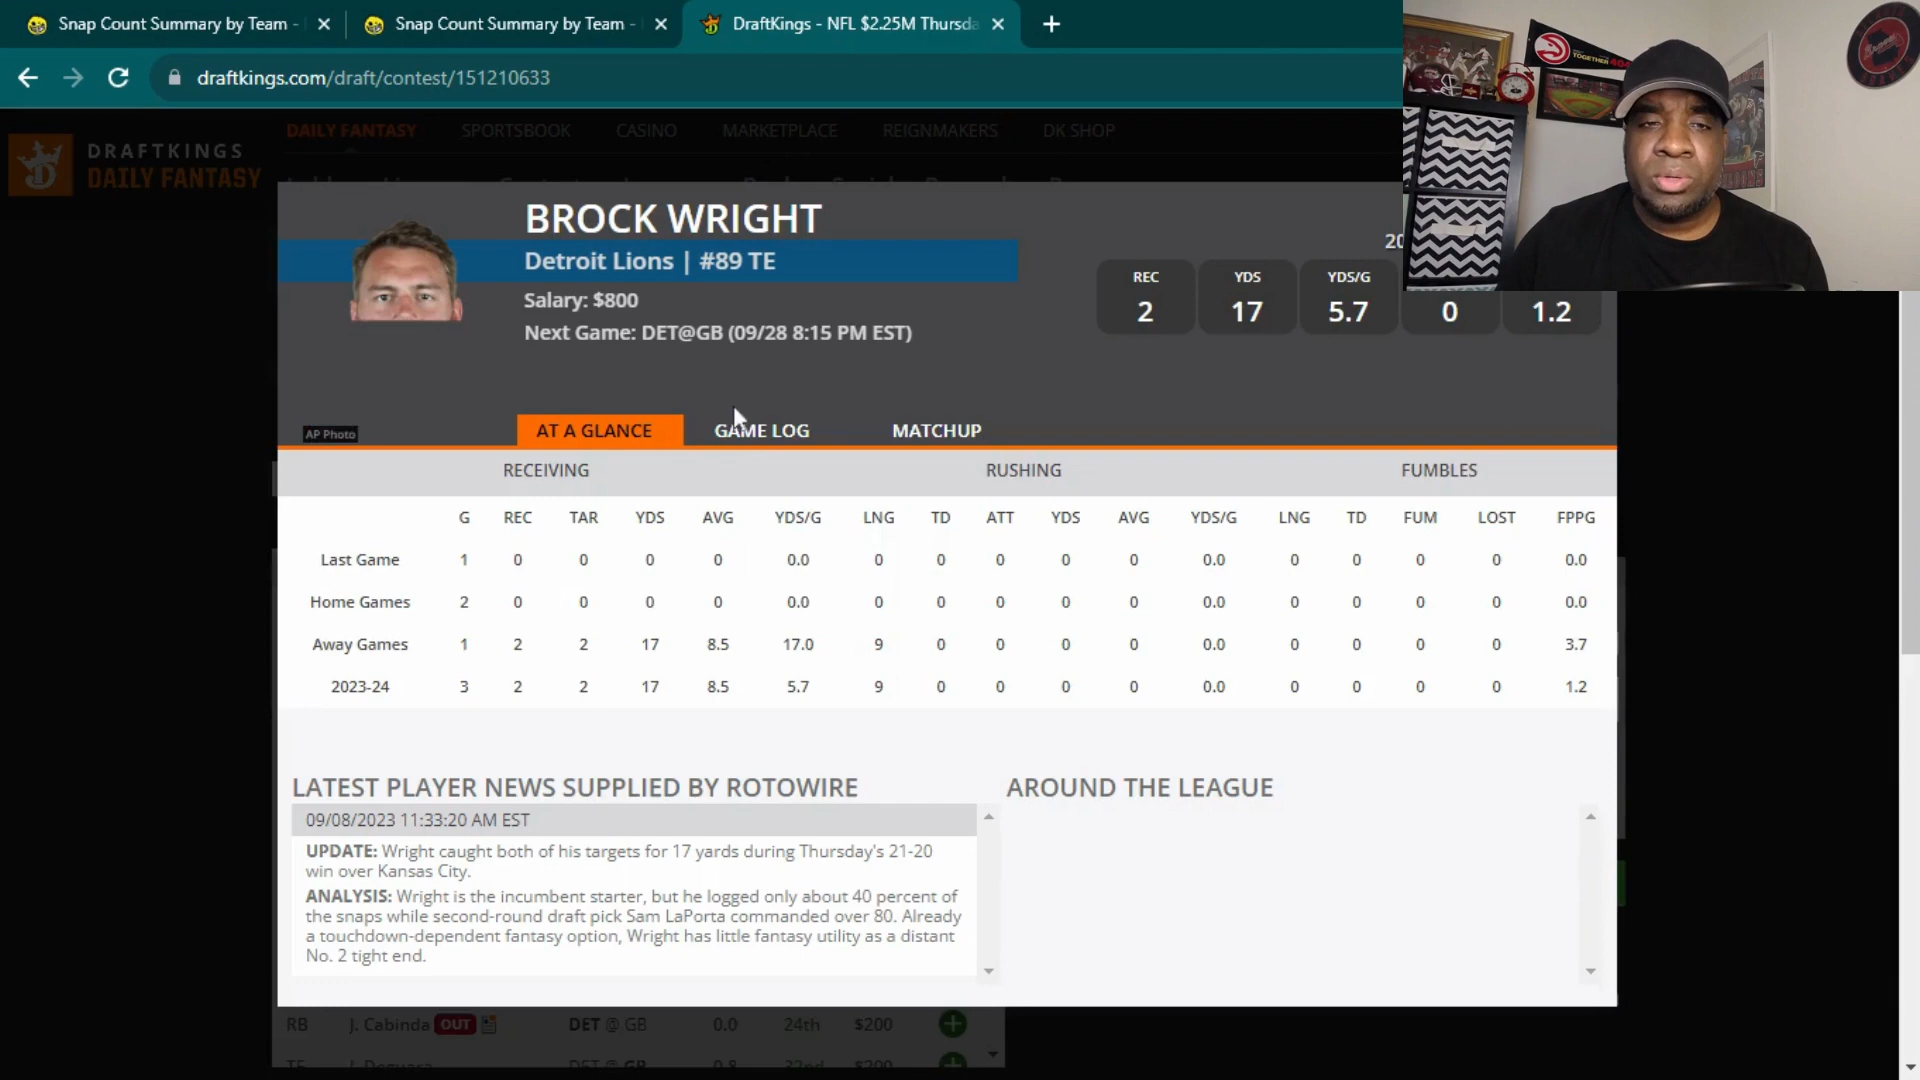 Snap Count Summary by Team -
Snap Count Summary by Team -
DraftKings - NFL $2.25M Thursda
draftkings.com/draft/contest/151210633
DRAFTKINGS
DAILY FANTASY
DAILY FANTASY SPORTSBOOK CASINO MARKETPLACE REIGNMAKERS DK SHOP
BROCK WRIGHT
Detroit Lions | #89 TE
Salary: $800
Next Game: DET@GB (09/28 8:15 PM EST)
20
REC YDS YDS/G
2 17 5.7 0 1.2
AP Photo
AT A GLANCE GAME LOG MATCHUP
RECEIVING RUSHING FUMBLES
G REC TAR YDS AVG YDS/G LNG TD ATT YDS AVG YDS/G LNG TD FUM LOST FPPG
Last Game 1 0 0 0 0 0.0 0 0 0 0 0 0.0 0 0 0 0 0.0
Home Games 2 0 0 0 0 0.0 0 0 0 0 0 0.0 0 0 0 0 0.0
Away Games 1 2 2 17 8.5 17.0 9 0 0 0 0 0.0 0 0 0 0 3.7
2023-24 3 2 2 17 8.5 5.7 9 0 0 0 0 0.0 0 0 0 0 1.2
LATEST PLAYER NEWS SUPPLIED BY ROTOWIRE
09/08/2023 11:33:20 AM EST
UPDATE: Wright caught both of his targets for 17 yards during Thursday's 21-20
win over Kansas City.
ANALYSIS: Wright is the incumbent starter, but he logged only about 40 percent of
the snaps while second-round draft pick Sam LaPorta commanded over 80. Already
a touchdown-dependent fantasy option, Wright has little fantasy utility as a distant
No. 2 tight end.
AROUND THE LEAGUE
RB J. Cabinda OUT DET @ GB 0.0 24th $200